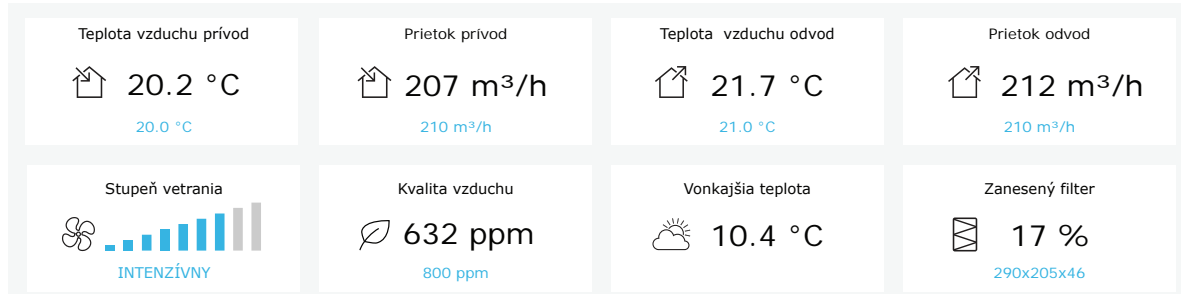 Teplota vzduchu prívod
20.2 °C
20.0 °C
Prietok prívod
207 m³/h
210 m³/h
Teplota vzduchu odvod
21.7 °C
21.0 °C
Prietok odvod
212 m³/h
210 m³/h
Stupeň vetrania
INTENZÍVNY
Kvalita vzduchu
632 ppm
800 ppm
Vonkajšia teplota
10.4 °C
Zanesený filter
17 %
290x205x46